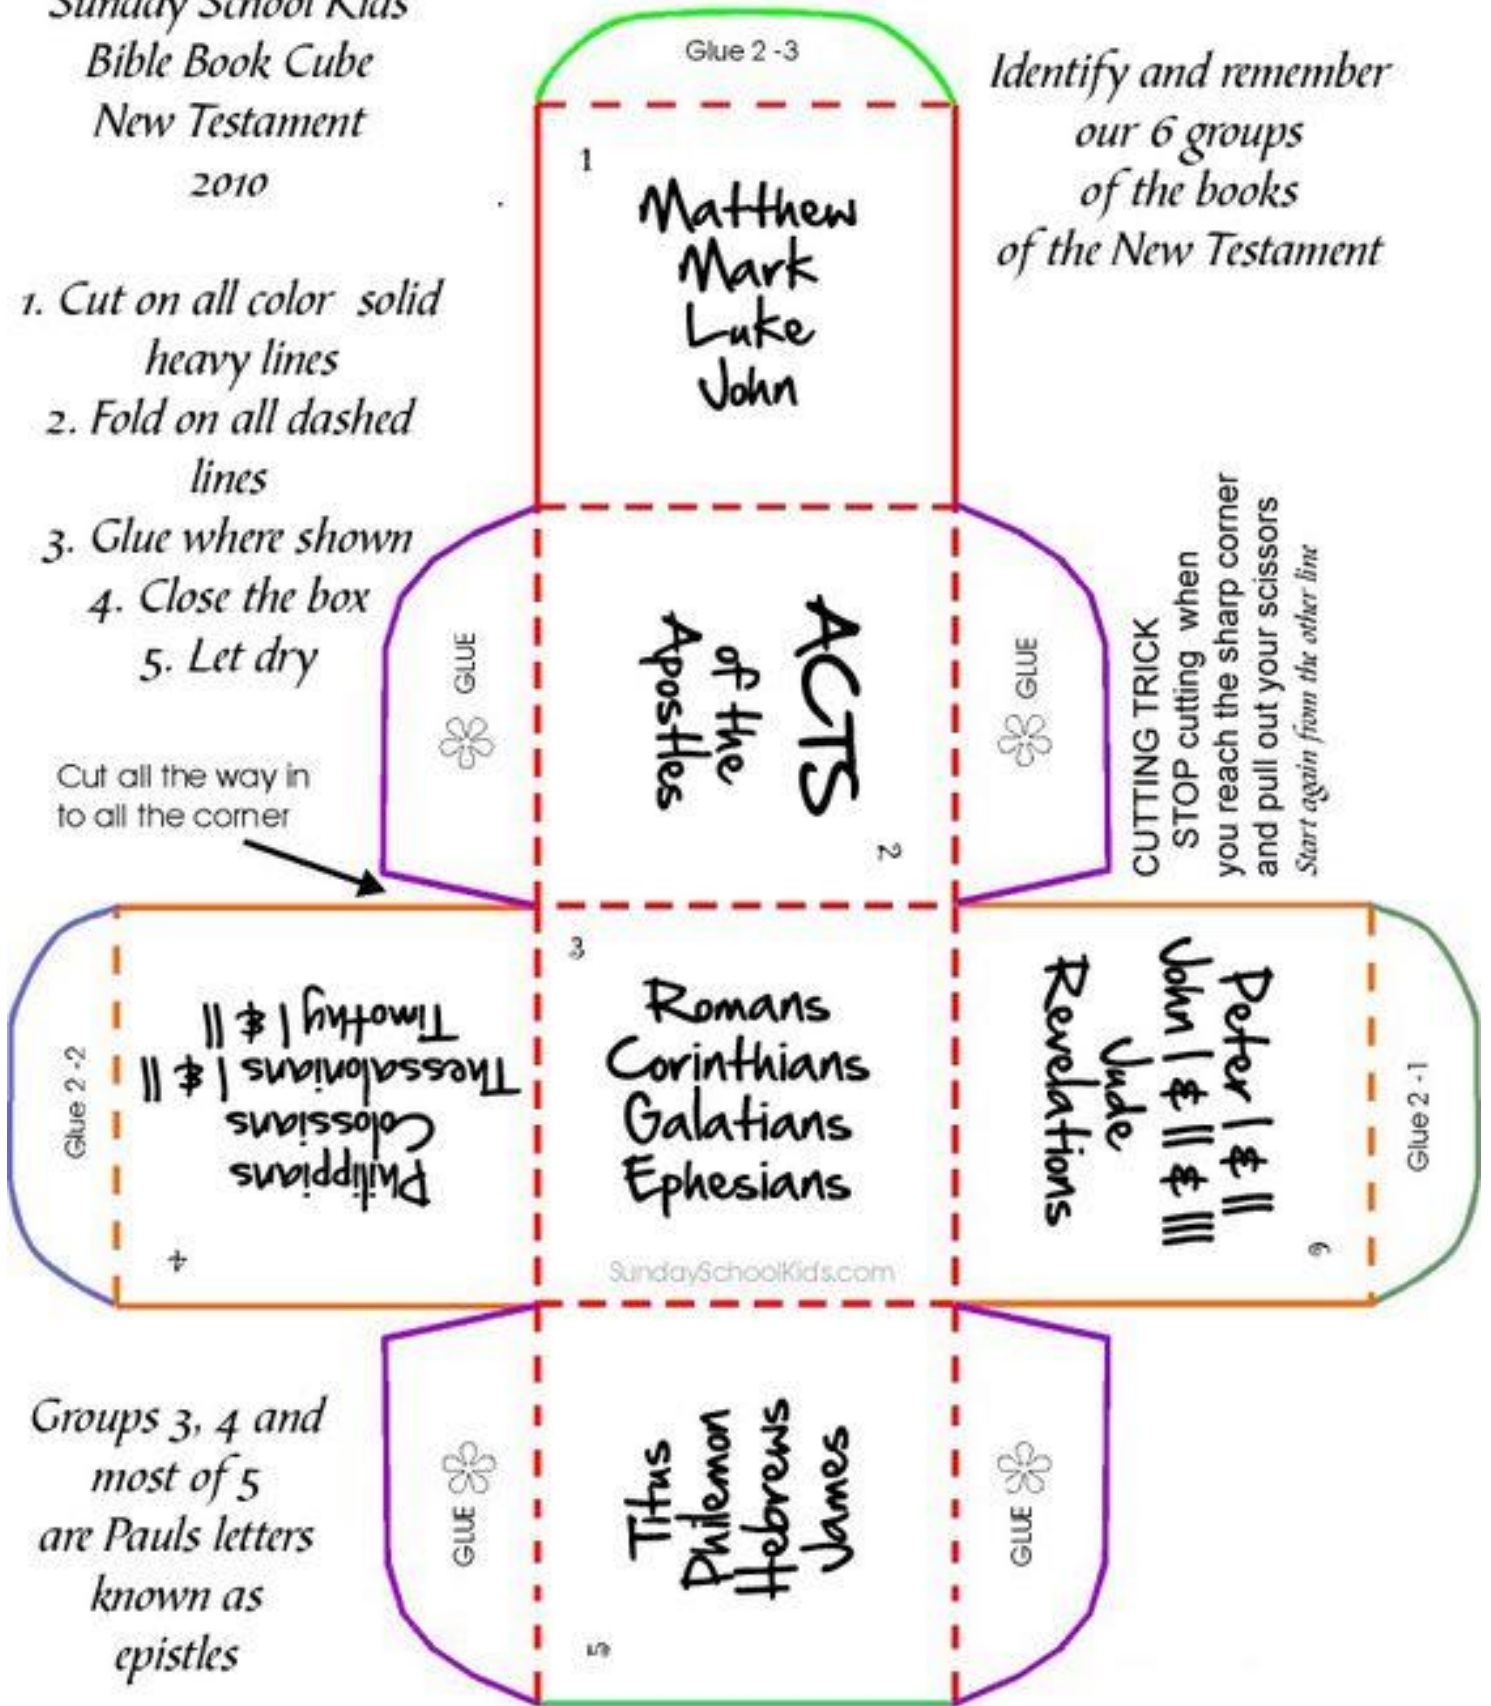 Sunday School Kids
Bible Book Cube
New Testament
2010
Glue 2 -3
Identify and remember
our 6 groups
of the books
of the New Testament
1. Cut on all color solid
heavy lines
2. Fold on all dashed
lines
3. Glue where shown
4. Close the box
5. Let dry
1
Matthew
Mark
Luke
John
GLUE
ACTS
of the
Apostles
2
GLUE
CUTTING TRICK
STOP cutting when
you reach the sharp corner
and pull out your scissors
Start again from the other line
Cut all the way in
to all the corner
Glue 2 -2
4
Philippians
Colossians
Thessalonians I & II
Timothy I & II
3
Romans
Corinthians
Galatians
Ephesians
SundaySchoolKids.com
Peter I & II
John I & II & III
Jude
Revelations
6
Glue 2 -1
Groups 3, 4 and
most of 5
are Pauls letters
known as
epistles
GLUE
Titus
Philemon
Hebrews
James
5
GLUE